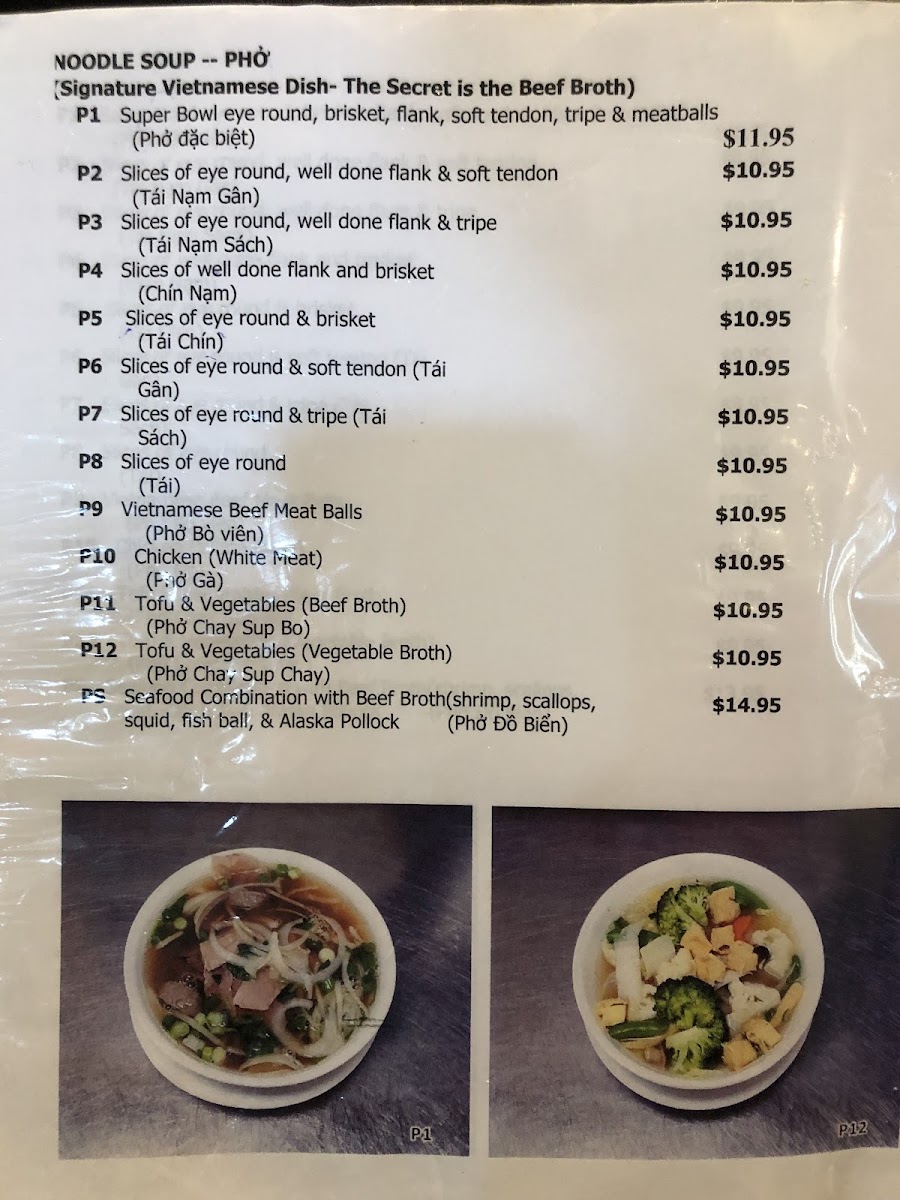 NOODLE SOUP -- PHỞ
(Signature Vietnamese Dish- The Secret is the Beef Broth)
P1 Super Bowl eye round, brisket, flank, soft tendon, tripe & meatballs
(Phở đặc biệt) $11.95
P2 Slices of eye round, well done flank & soft tendon $10.95
(Tái Nạm Gân)
P3 Slices of eye round, well done flank & tripe $10.95
(Tái Nạm Sách)
P4 Slices of well done flank and brisket $10.95
(Chín Nạm)
P5 Slices of eye round & brisket $10.95
(Tái Chín)
P6 Slices of eye round & soft tendon (Tái $10.95
Gân)
P7 Slices of eye round & tripe (Tái $10.95
Sách)
P8 Slices of eye round $10.95
(Tái)
P9 Vietnamese Beef Meat Balls $10.95
(Phở Bò viên)
P10 Chicken (White Meat) $10.95
(Phở Gà)
P11 Tofu & Vegetables (Beef Broth) $10.95
(Phở Chay Sup Bo)
P12 Tofu & Vegetables (Vegetable Broth) $10.95
(Phở Chay Sup Chay)
PS Seafood Combination with Beef Broth(shrimp, scallops, $14.95
squid, fish ball, & Alaska Pollock (Phở Đồ Biển)
P1
P12